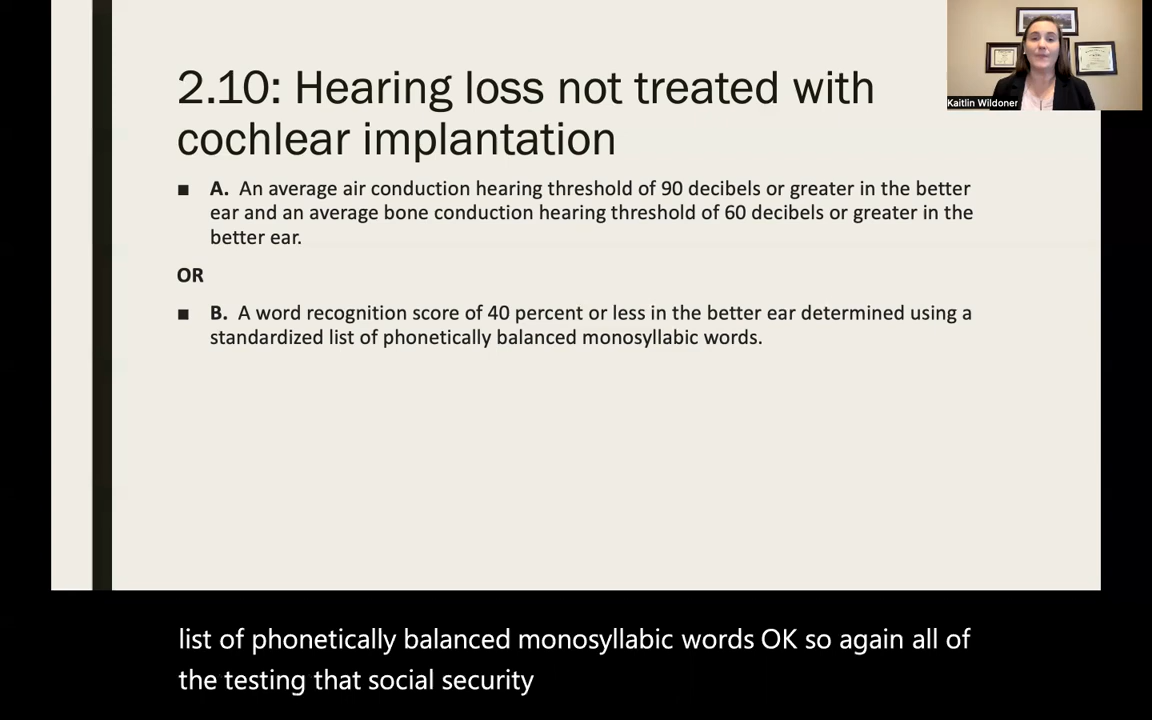 2.10: Hearing loss not treated with
cochlear implantation
Kaitlin Wildoner
■ A. An average air conduction hearing threshold of 90 decibels or greater in the better
ear and an average bone conduction hearing threshold of 60 decibels or greater in the
better ear.
OR
■ B. A word recognition score of 40 percent or less in the better ear determined using a
standardized list of phonetically balanced monosyllabic words.
list of phonetically balanced monosyllabic words OK so again all of
the testing that social security